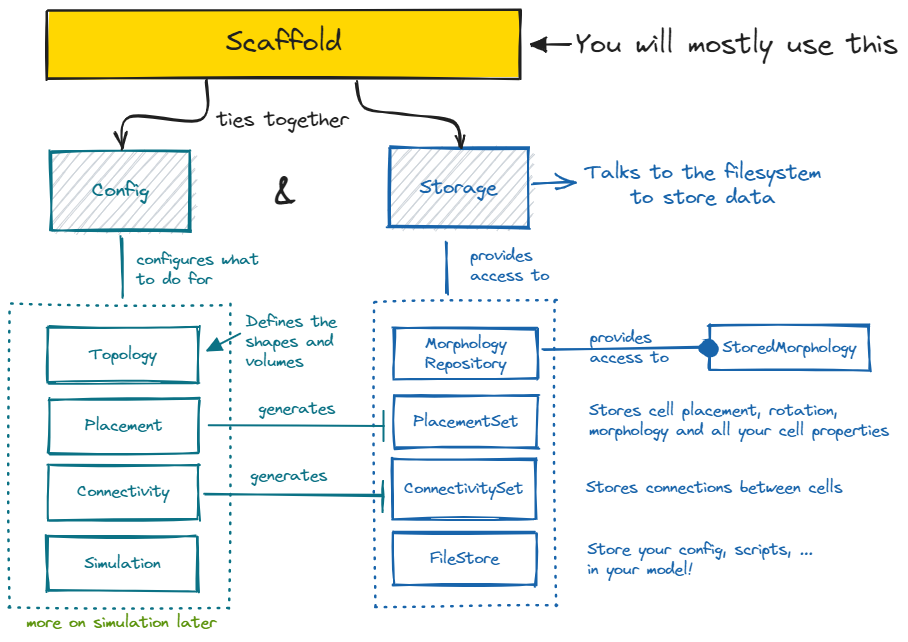 Scaffold
You will mostly use this
ties together
Config
&
Storage
Talks to the filesystem
to store data
configures what
to do for
provides
access to
Defines the
shapes and
volumes
Topology
Morphology
Repository
provides
access to
StoredMorphology
Placement
generates
PlacementSet
Stores cell placement, rotation,
morphology and all your cell properties
Connectivity
generates
ConnectivitySet
Stores connections between cells
Simulation
FileStore
Store your config, scripts, ...
in your model!
more on simulation later